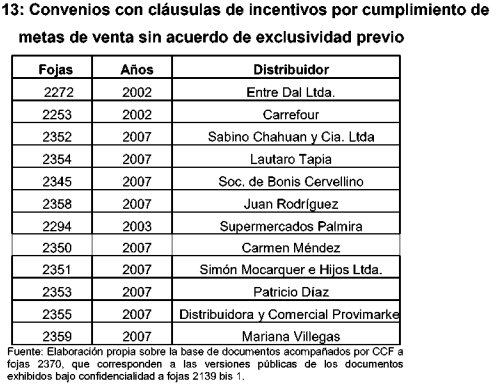 13: Convenios con cláusulas de incentivos por cumplimiento de
metas de venta sin acuerdo de exclusividad previo
Fojas Años Distribuidor
2272 2002 Entre Dal Ltda.
2253 2002 Carrefour
2352 2007 Sabino Chahuan y Cia. Ltda
2354 2007 Lautaro Tapia
2345 2007 Soc. de Bonis Cervellino
2358 2007 Juan Rodríguez
2294 2003 Supermercados Palmira
2350 2007 Carmen Méndez
2351 2007 Simón Mocarquer e Hijos Ltda.
2353 2007 Patricio Díaz
2355 2007 Distribuidora y Comercial Provimarke
2359 2007 Mariana Villegas
Fuente: Elaboración propia sobre la base de documentos acompañados por CCF a
fojas 2370, que corresponden a las versiones públicas de los documentos
exhibidos bajo confidencialidad a fojas 2139 bis 1.